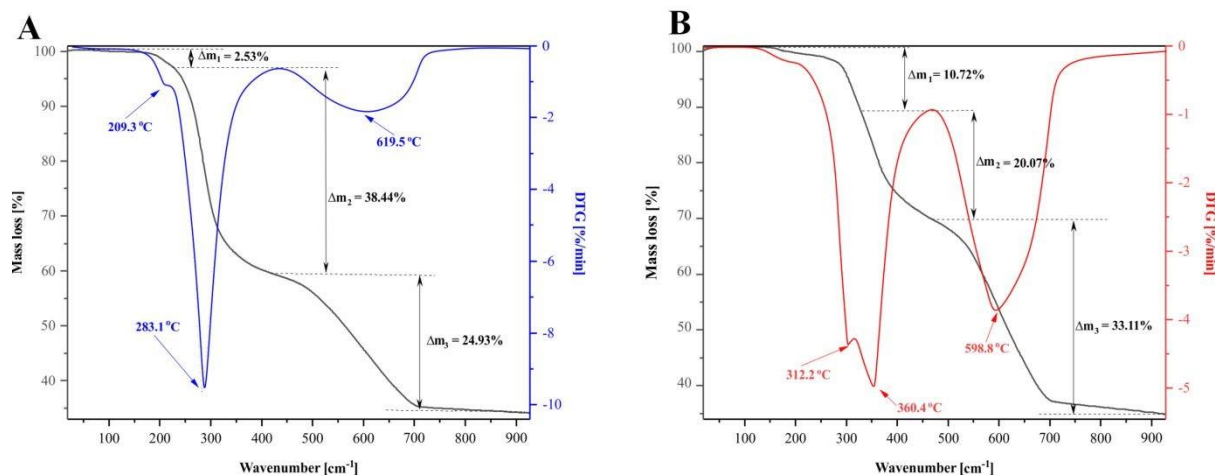 A
100
90
80
70
60
50
40
Mass loss [%]
Δm₁ = 2.53%
209.3 °C
619.5 °C
Δm₂ = 38.44%
283.1 °C
Δm₃ = 24.93%
0
-2
-4
-6
-8
-10
DTG [%/min]
100 200 300 400 500 600 700 800 900
Wavenumber [cm⁻¹]
B
100
90
80
70
60
50
40
Mass loss [%]
Δm₁ = 10.72%
Δm₂ = 20.07%
Δm₃ = 33.11%
598.8 °C
312.2 °C
360.4 °C
0
-1
-2
-3
-4
-5
DTG [%/min]
100 200 300 400 500 600 700 800 900
Wavenumber [cm⁻¹]